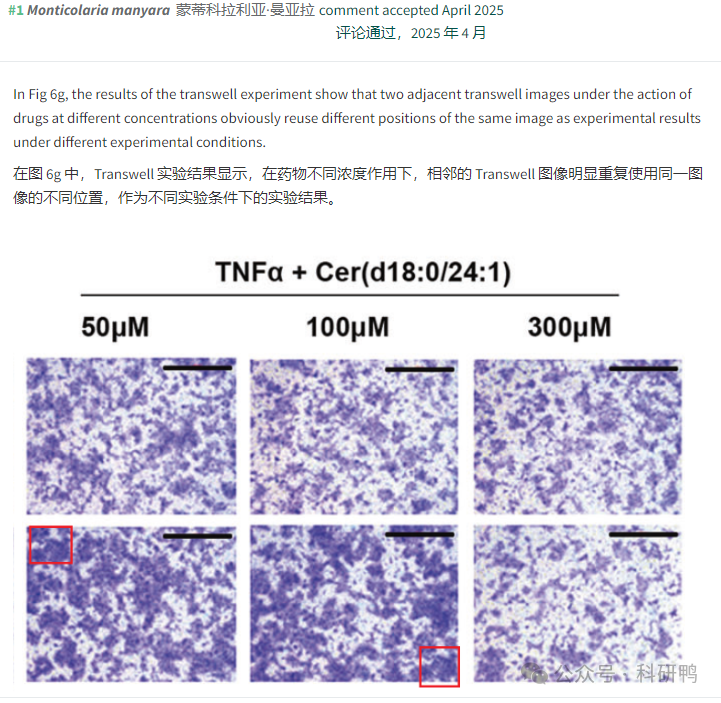 #1 Monticolaria manyara 蒙蒂科拉利亚·曼亚拉 comment accepted April 2025
评论通过，2025 年 4 月
In Fig 6g, the results of the transwell experiment show that two adjacent transwell images under the action of
drugs at different concentrations obviously reuse different positions of the same image as experimental results
under different experimental conditions.
在图 6g 中，Transwell 实验结果显示，在药物不同浓度作用下，相邻的 Transwell 图像明显重复使用同一图
像的不同位置，作为不同实验条件下的实验结果。
TNFα + Cer(d18:0/24:1)
50μM 100μM 300μM
公众号 · 科研鸭